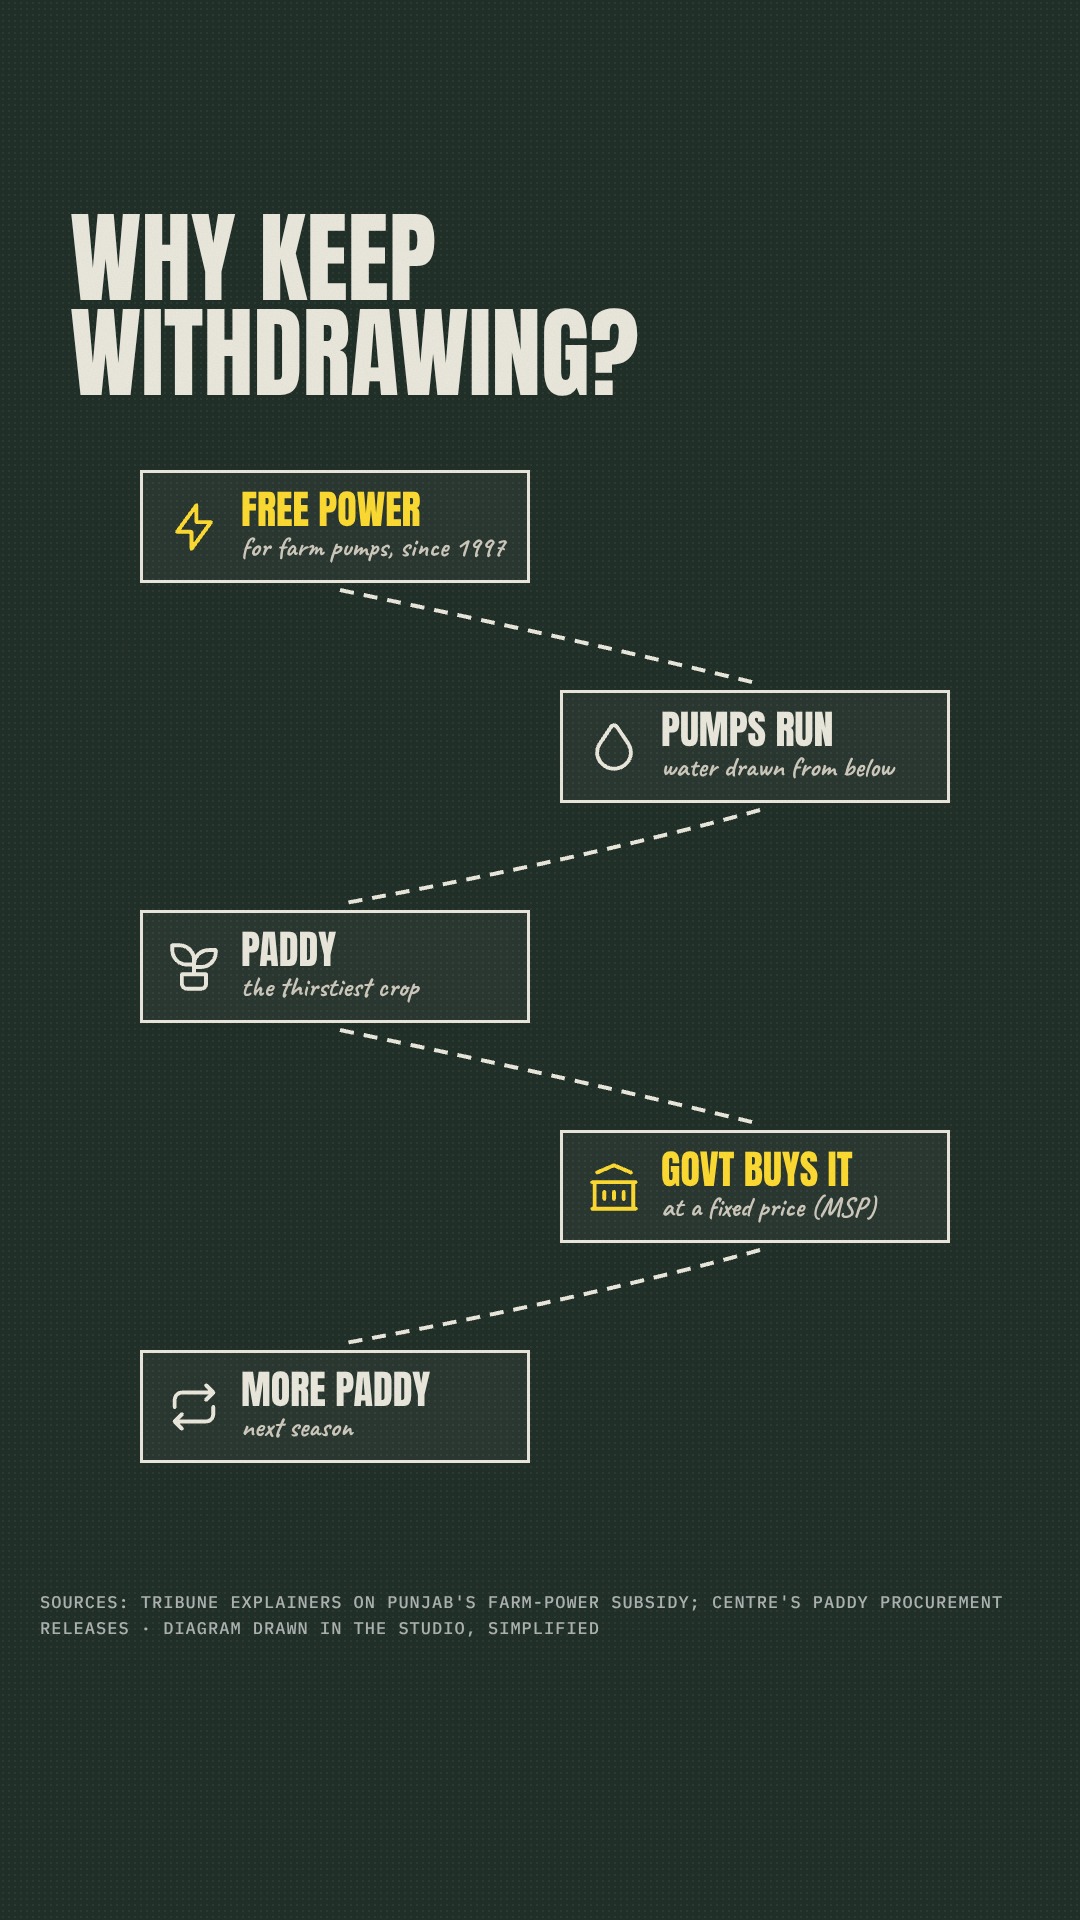 WHY KEEP
WITHDRAWING?
FREE POWER
for farm pumps, since 1997
PUMPS RUN
water drawn from below
PADDY
the thirstiest crop
GOVT BUYS IT
at a fixed price (MSP)
MORE PADDY
next season
SOURCES: TRIBUNE EXPLAINERS ON PUNJAB'S FARM-POWER SUBSIDY; CENTRE'S PADDY PROCUREMENT
RELEASES · DIAGRAM DRAWN IN THE STUDIO, SIMPLIFIED